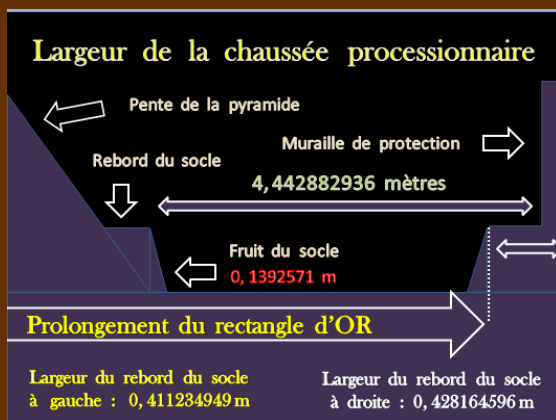 Largeur de la chaussée processionnaire
Pente de la pyramide
Muraille de protection
Rebord du socle
4,442882936 mètres
Fruit du socle
0,1392571 m
Prolongement du rectangle d'OR
Largeur du rebord du socle
à gauche : 0,411234949 m
Largeur du rebord du socle
à droite : 0,428164596 m